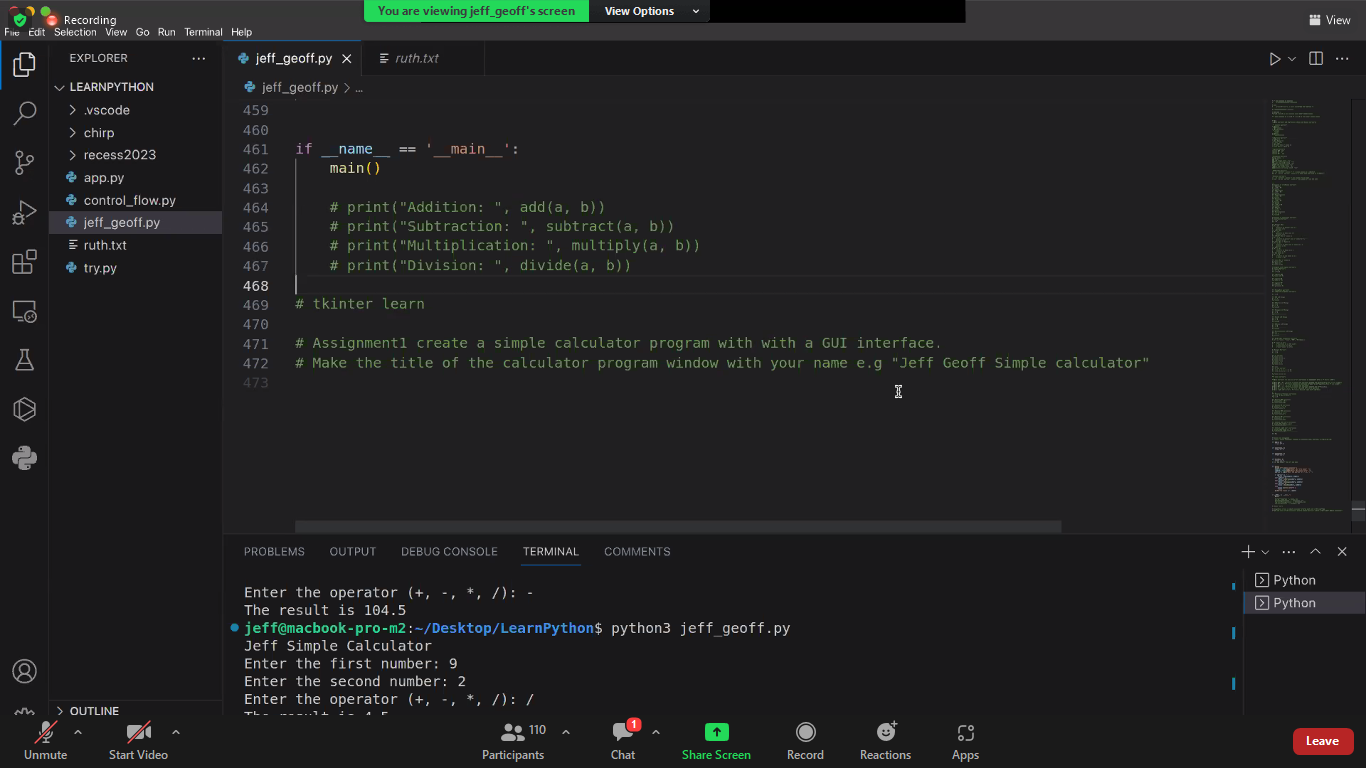 Recording
You are viewing jeff_geoff's screen
View Options
View
File Edit Selection View Go Run Terminal Help
EXPLORER
jeff_geoff.py
ruth.txt
LEARNPYTHON
jeff_geoff.py > ...
.vscode
chirp
recess2023
app.py
control_flow.py
jeff_geoff.py
ruth.txt
try.py
459
460
461 if __name__ == '__main__':
462 main()
463
464 # print("Addition: ", add(a, b))
465 # print("Subtraction: ", subtract(a, b))
466 # print("Multiplication: ", multiply(a, b))
467 # print("Division: ", divide(a, b))
468
469 # tkinter learn
470
471 # Assignment1 create a simple calculator program with with a GUI interface.
472 # Make the title of the calculator program window with your name e.g "Jeff Geoff Simple calculator"
473
PROBLEMS OUTPUT DEBUG CONSOLE TERMINAL COMMENTS
Enter the operator (+, -, *, /): -
The result is 104.5
jeff@macbook-pro-m2:~/Desktop/LearnPython$ python3 jeff_geoff.py
Jeff Simple Calculator
Enter the first number: 9
Enter the second number: 2
Enter the operator (+, -, *, /): /
The result is 4.5
Python
Python
OUTLINE
Unmute
Start Video
110
Participants
1
Chat
Share Screen
Record
Reactions
Apps
Leave